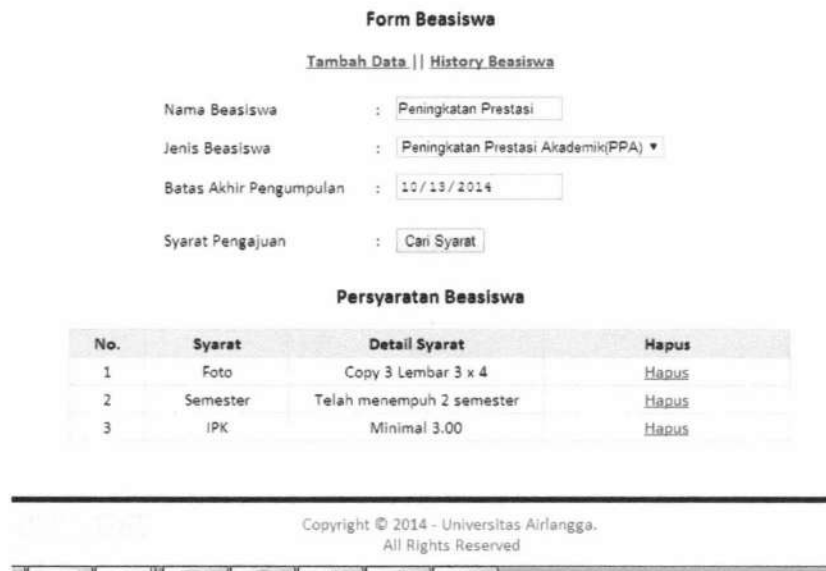 Form Beasiswa
Tambah Data || History Beasiswa
Nama Beasiswa : Peningkatan Prestasi
Jenis Beasiswa : Peningkatan Prestasi Akademik(PPA) ▼
Batas Akhir Pengumpulan : 10/13/2014
Syarat Pengajuan : Cari Syarat
Persyaratan Beasiswa
No. Syarat Detail Syarat Hapus
1 Foto Copy 3 Lembar 3 x 4 Hapus
2 Semester Telah menempuh 2 semester Hapus
3 IPK Minimal 3.00 Hapus
Copyright © 2014 - Universitas Airlangga.
All Rights Reserved